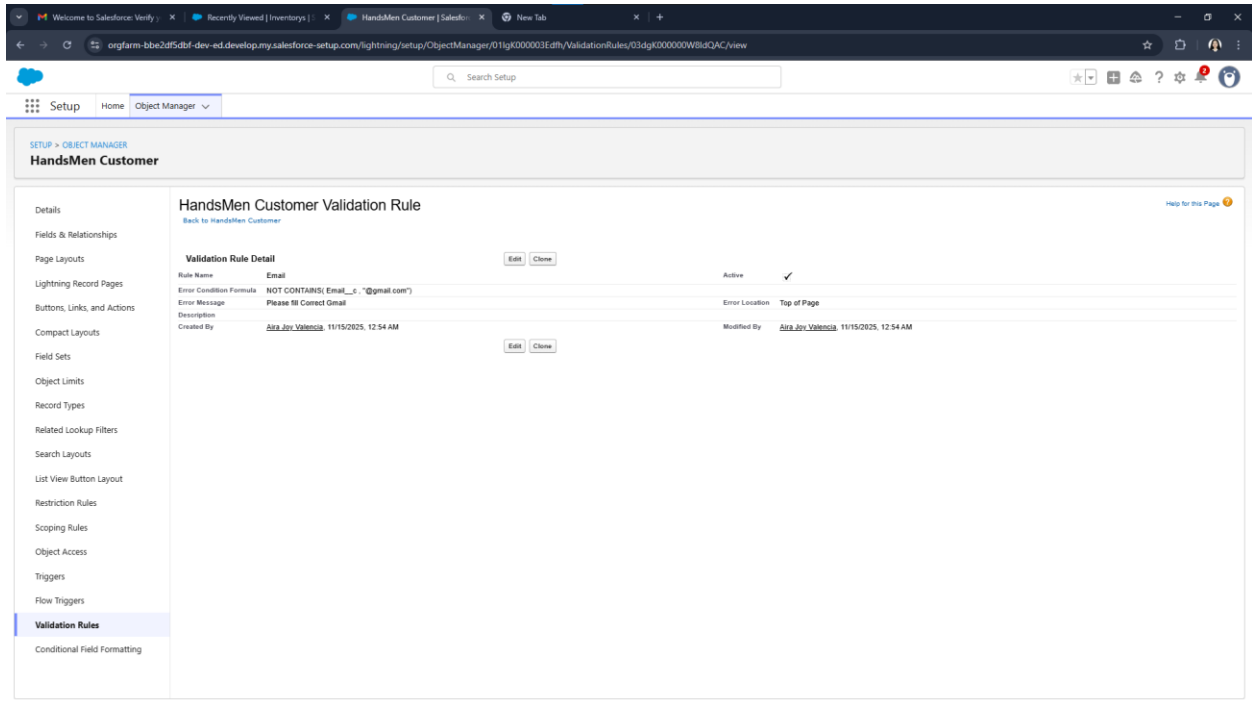 Welcome to Salesforce: Verify y
Recently Viewed | Inventorys | S
HandsMen Customer | Salesforc
New Tab
orgfarm-bbe2df5dbf-dev-ed.develop.my.salesforce-setup.com/lightning/setup/ObjectManager/01IgK000003Edfh/ValidationRules/03dgK000000W8IdQAC/view
Search Setup
2
Setup Home Object Manager
SETUP > OBJECT MANAGER
HandsMen Customer
Details
Fields & Relationships
Page Layouts
Lightning Record Pages
Buttons, Links, and Actions
Compact Layouts
Field Sets
Object Limits
Record Types
Related Lookup Filters
Search Layouts
List View Button Layout
Restriction Rules
Scoping Rules
Object Access
Triggers
Flow Triggers
Validation Rules
Conditional Field Formatting
HandsMen Customer Validation Rule
Help for this Page
Back to HandsMen Customer
Validation Rule Detail Edit Clone
Rule Name Email Active ✓
Error Condition Formula NOT CONTAINS( Email__c , "@gmail.com")
Error Message Please fill Correct Gmail Error Location Top of Page
Description
Created By Aira Joy Valencia, 11/15/2025, 12:54 AM Modified By Aira Joy Valencia, 11/15/2025, 12:54 AM
Edit Clone